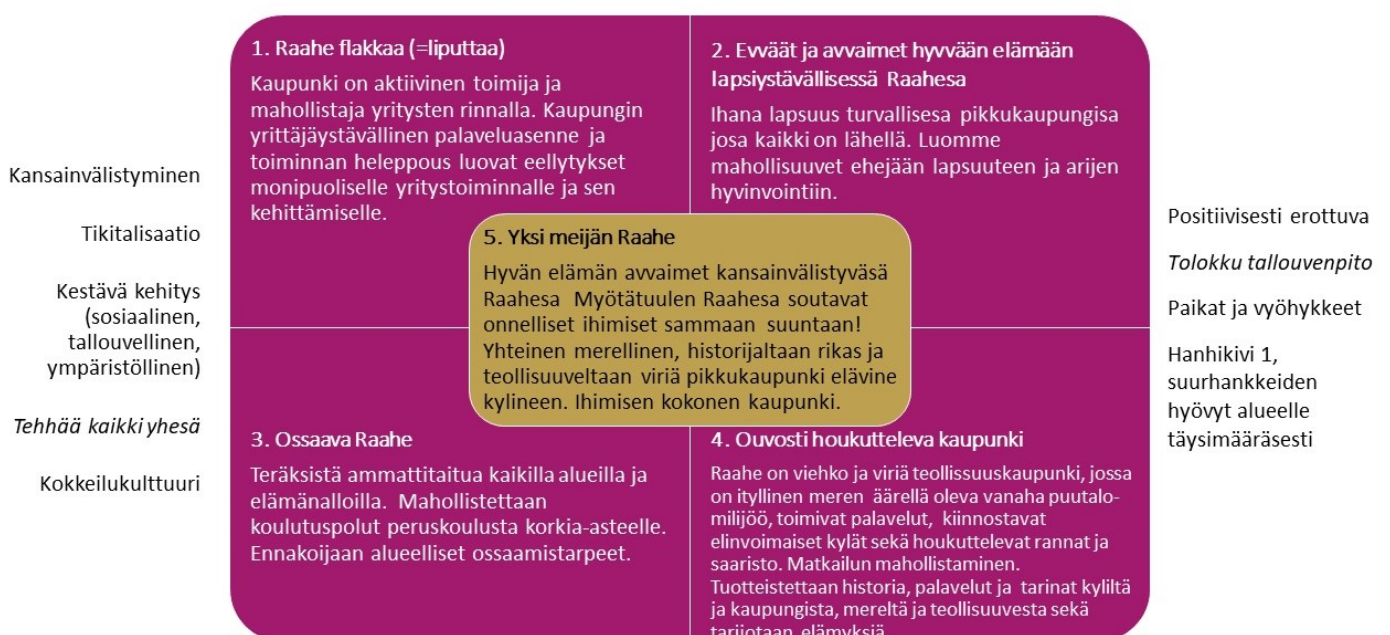 1. Raahe flakkaa (=liputtaa)
Kaupunki on aktiivinen toimija ja
mahollistaja yritysten rinnalla. Kaupungin
yrittäjäystävällinen palaveluasenne ja
toiminnan heleppous luovat eellytykset
monipuoliselle yritystoiminnalle ja sen
kehittämiselle.
2. Evväät ja avvaimet hyvvään elämään
lapsiystävällisessä Raahesa
Ihana lapsuus turvallisesa pikkukaupungisa
josa kaikki on lähellä. Luomme
mahollisuuvet ehejään lapsuuteen ja arijen
hyvinvointiin.
Kansainvälistyminen
Tikitalisaatio
Kestävä kehitys
(sosiaalinen,
tallouvellinen,
ympäristöllinen)
Tehhää kaikki yhesä
Kokkeilukulttuuri
5. Yksi meijän Raahe
Hyvän elämän avvaimet kansainvälistyväsä
Raahesa Myötätuulen Raahesa soutavat
onnelliset ihimiset sammaan suuntaan!
Yhteinen merellinen, historijaltaan rikas ja
teollisuuveltaan viriä pikkukaupunki elävine
kylineen. Ihimisen kokonen kaupunki.
Positiivisesti erottuva
Tolokku tallouvenpito
Paikat ja vyöhykkeet
Hanhikivi 1,
suurhankkeiden
hyövyt alueelle
täysimääräsesti
3. Ossaava Raahe
Teräksistä ammattitaitua kaikilla alueilla ja
elämänalloilla. Mahollistettaan
koulutuspolut peruskoulusta korkia-asteelle.
Ennakoijaan alueelliset ossaamistarpeet.
4. Ouvosti houkutteleva kaupunki
Raahe on viehko ja viriä teollissuuskaupunki, jossa
on ityllinen meren äärellä oleva vanaha puutalo-
milijöö, toimivat palavelut, kiinnostavat
elinvoimaiset kylät sekä houkuttelevat rannat ja
saaristo. Matkailun mahollistaminen.
Tuotteistettaan historia, palavelut ja tarinat kyliltä
ja kaupungista, mereltä ja teollisuuvesta sekä
tarijotaan elämyksiä